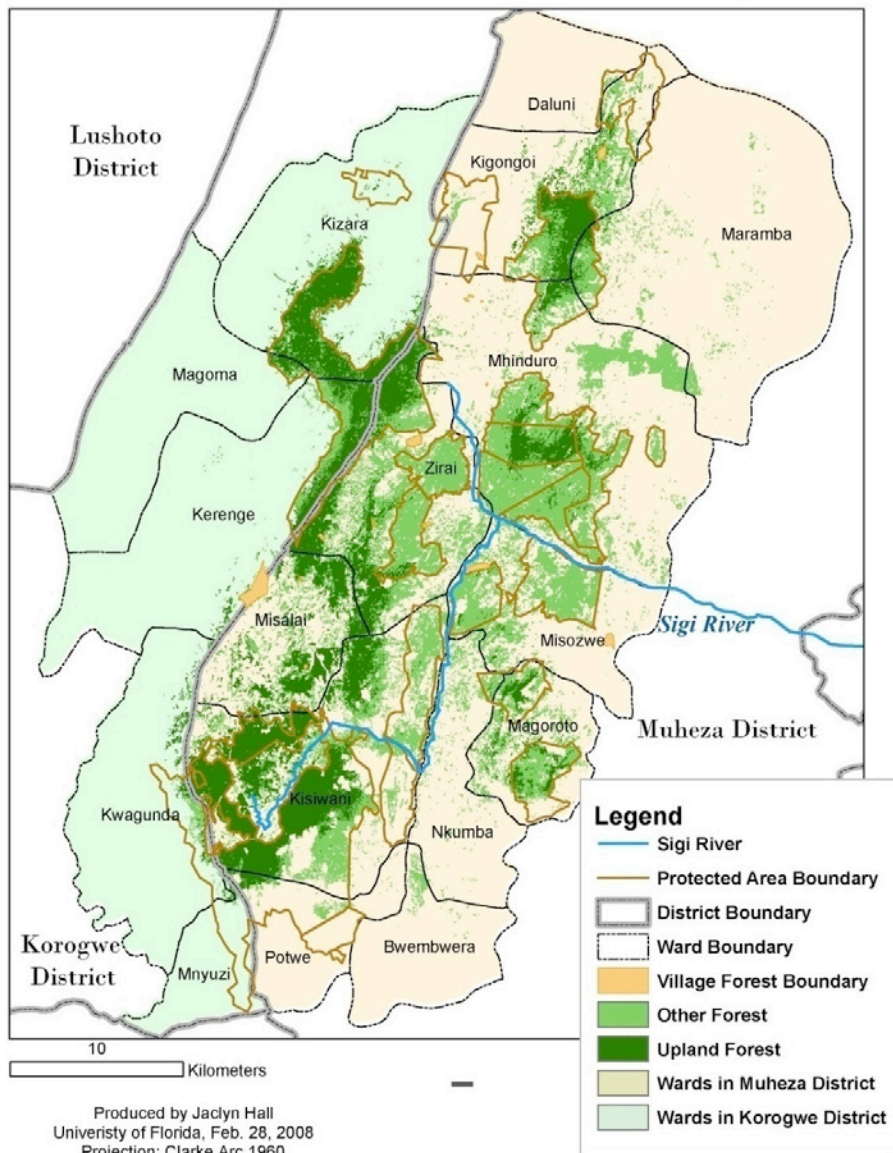 Daluni
Lushoto
District
Kigongoi
Kizara
Maramba
Mhinduro
Magoma
Zirai
Kerenge
Misalai
Sigi River
Misozwe
Magoroto
Muheza District
Kisiwani
Kwagunda
Nkumba
Korogwe
District
Mnyuzi
Potwe
Bwembwera
Legend
Sigi River
Protected Area Boundary
District Boundary
Ward Boundary
Village Forest Boundary
Other Forest
Upland Forest
Wards in Muheza District
Wards in Korogwe District
10
Kilometers
Produced by Jaclyn Hall
Univeristy of Florida, Feb. 28, 2008
Projection: Clarke Arc 1960